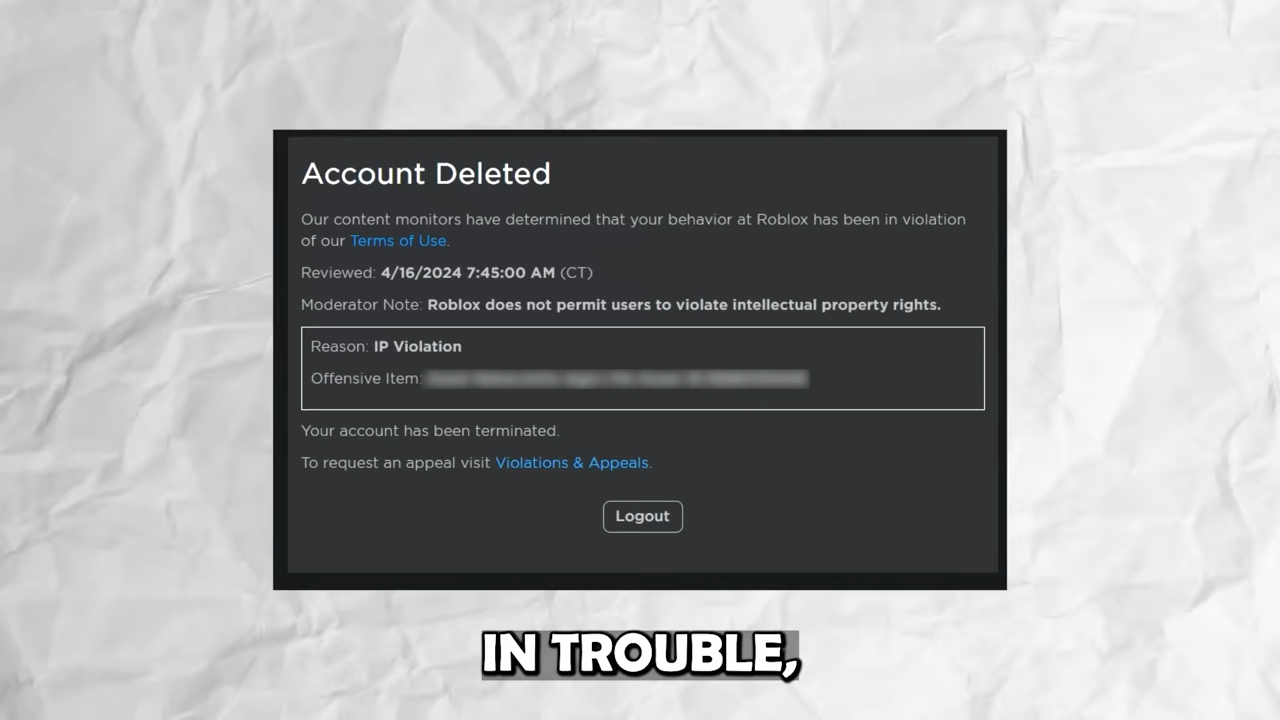 Account Deleted
Our content monitors have determined that your behavior at Roblox has been in violation
of our Terms of Use.
Reviewed: 4/16/2024 7:45:00 AM (CT)
Moderator Note: Roblox does not permit users to violate intellectual property rights.
Reason: IP Violation
Offensive Item:
Your account has been terminated.
To request an appeal visit Violations & Appeals.
Logout
IN TROUBLE,